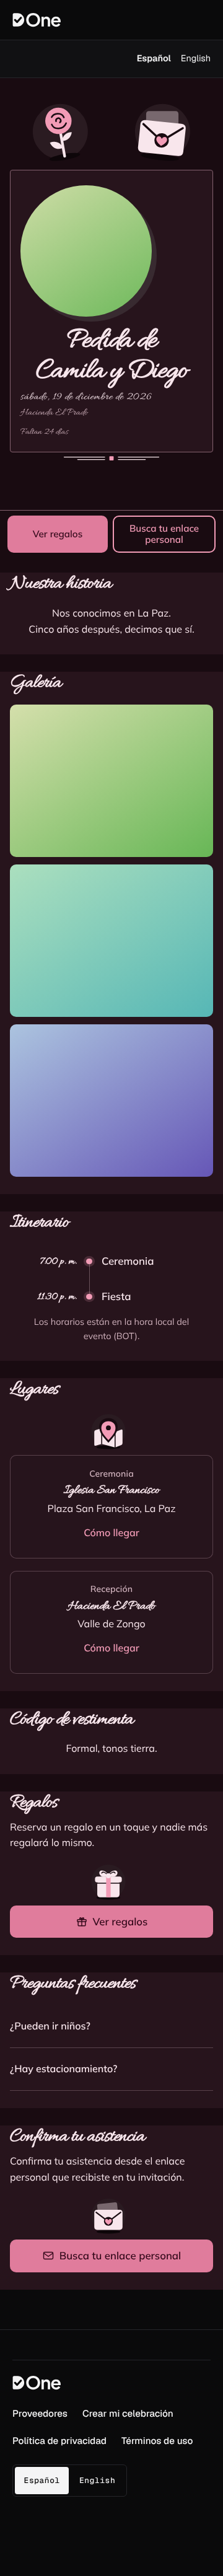 One
Español English
Pedida de
Camila y Diego
sábado, 19 de diciembre de 2026
Hacienda El Prado
Faltan 24 días
Ver regalos
Busca tu enlace
personal
Nuestra historia
Nos conocimos en La Paz.
Cinco años después, decimos que sí.
Galería
Itinerario
7:00 p. m. Ceremonia
11:30 p. m. Fiesta
Los horarios están en la hora local del
evento (BOT).
Lugares
Ceremonia
Iglesia San Francisco
Plaza San Francisco, La Paz
Cómo llegar
Recepción
Hacienda El Prado
Valle de Zongo
Cómo llegar
Código de vestimenta
Formal, tonos tierra.
Regalos
Reserva un regalo en un toque y nadie más
regalará lo mismo.
Ver regalos
Preguntas frecuentes
¿Pueden ir niños?
¿Hay estacionamiento?
Confirma tu asistencia
Confirma tu asistencia desde el enlace
personal que recibiste en tu invitación.
Busca tu enlace personal
One
Proveedores Crear mi celebración
Política de privacidad Términos de uso
Español English